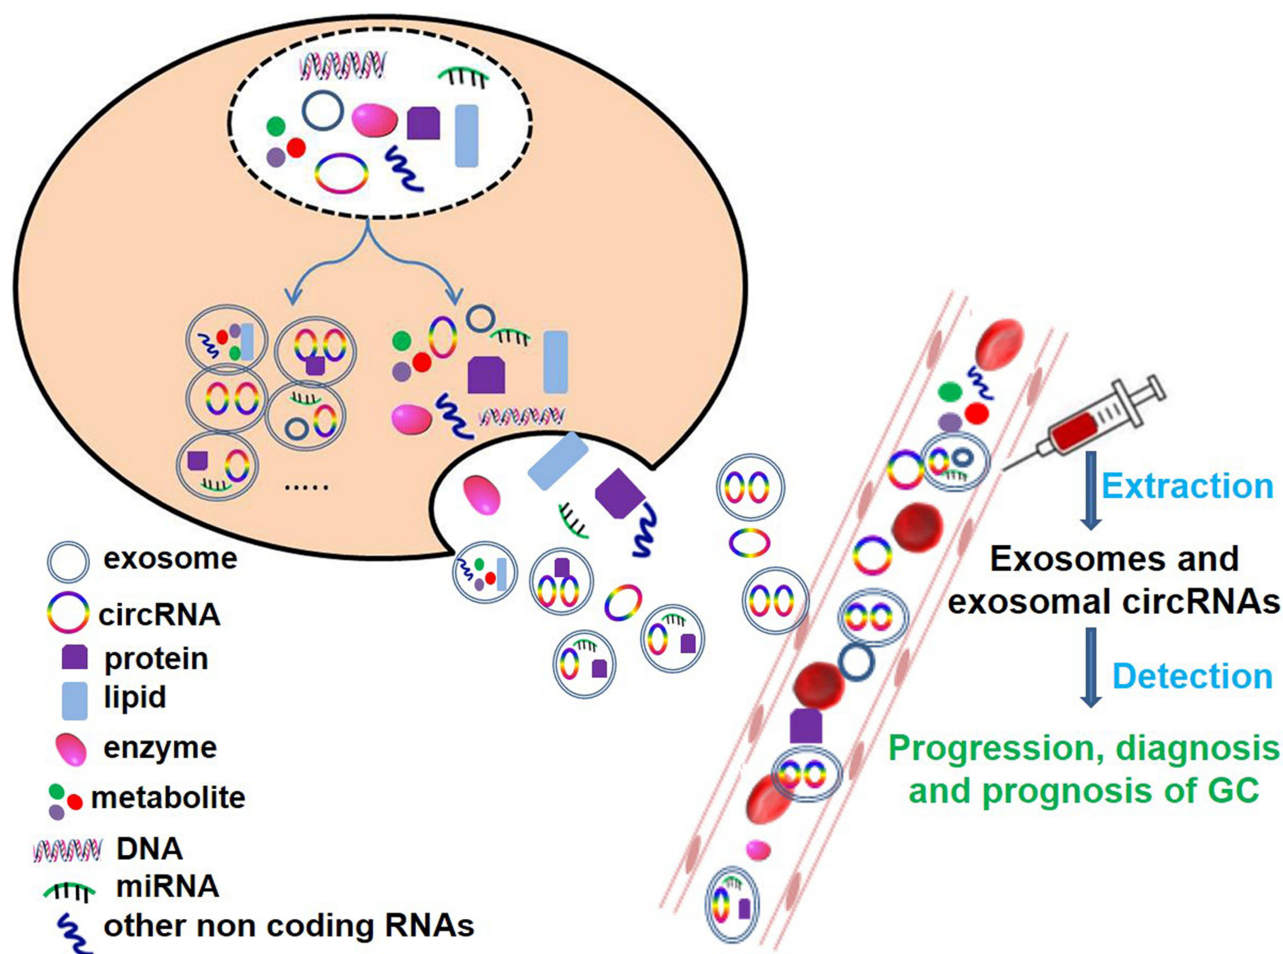 exosome
circRNA
protein
lipid
enzyme
metabolite
DNA
miRNA
other non coding RNAs
Extraction
Exosomes and
exosomal circRNAs
Detection
Progression, diagnosis
and prognosis of GC